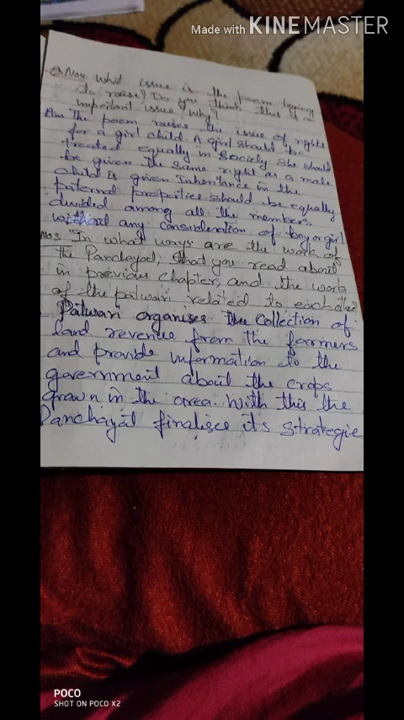 Made with KINEMASTER
Q Now what issue is the poem trying
to raise? Do you think this is a
important issue? Why?
Ans The poem raises the issue of rights
for a girl child. A girl should be
treated equally in Society. She should
be given the same right as a male
child is given. Inheritance in the
paternal properties should be equally
divided among all the members
without any consideration of boy or girl
No5 In what ways are the work of
the Panchayat, that you read about
in previous chapter, and the work
of the patwari related to each other?
Patwari organises the Collection of
land revenue from the farmers
and provide information to the
government about the crops
grown in the area. With this the
Panchayat finalise its strategie
POCO
SHOT ON POCO X2